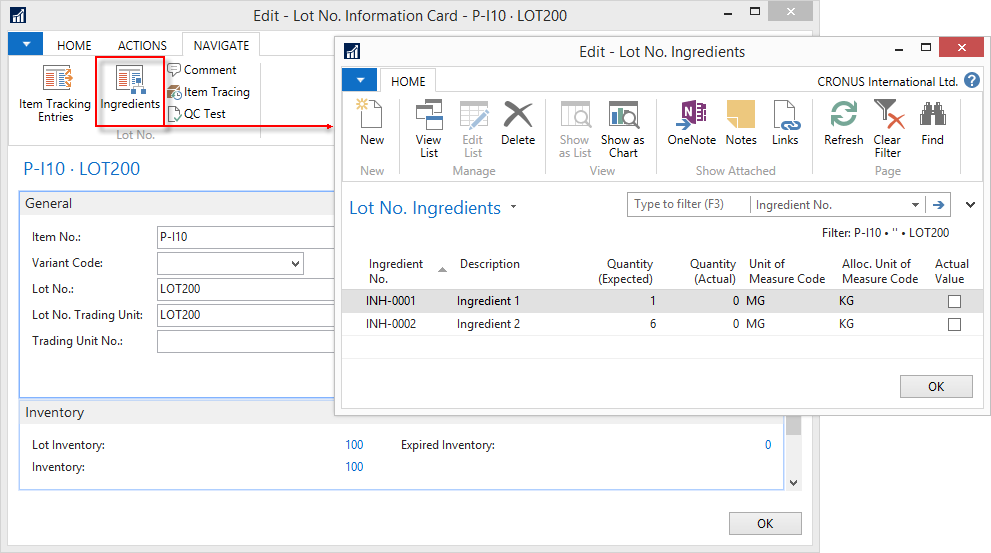 Edit - Lot No. Information Card - P-I10 · LOT200
HOME ACTIONS NAVIGATE
Item Tracking
Entries
Ingredients
Comment
Item Tracing
QC Test
Lot No.
P-I10 · LOT200
General
Item No.: P-I10
Variant Code:
Lot No.: LOT200
Lot No. Trading Unit: LOT200
Trading Unit No.:
Inventory
Lot Inventory: 100 Expired Inventory: 0
Inventory: 100
OK
Edit - Lot No. Ingredients
HOME
CRONUS International Ltd. ?
New
View
List
Edit
List
Delete
Show
as List
Show as
Chart
OneNote
Notes
Links
Refresh
Clear
Filter
Find
New Manage View Show Attached Page
Lot No. Ingredients
Type to filter (F3) Ingredient No.
Filter: P-I10 • '' • LOT200
Ingredient
No.
Description
Quantity
(Expected)
Quantity
(Actual)
Unit of
Measure Code
Alloc. Unit of
Measure Code
Actual
Value
INH-0001 Ingredient 1 1 0 MG KG
INH-0002 Ingredient 2 6 0 MG KG
OK